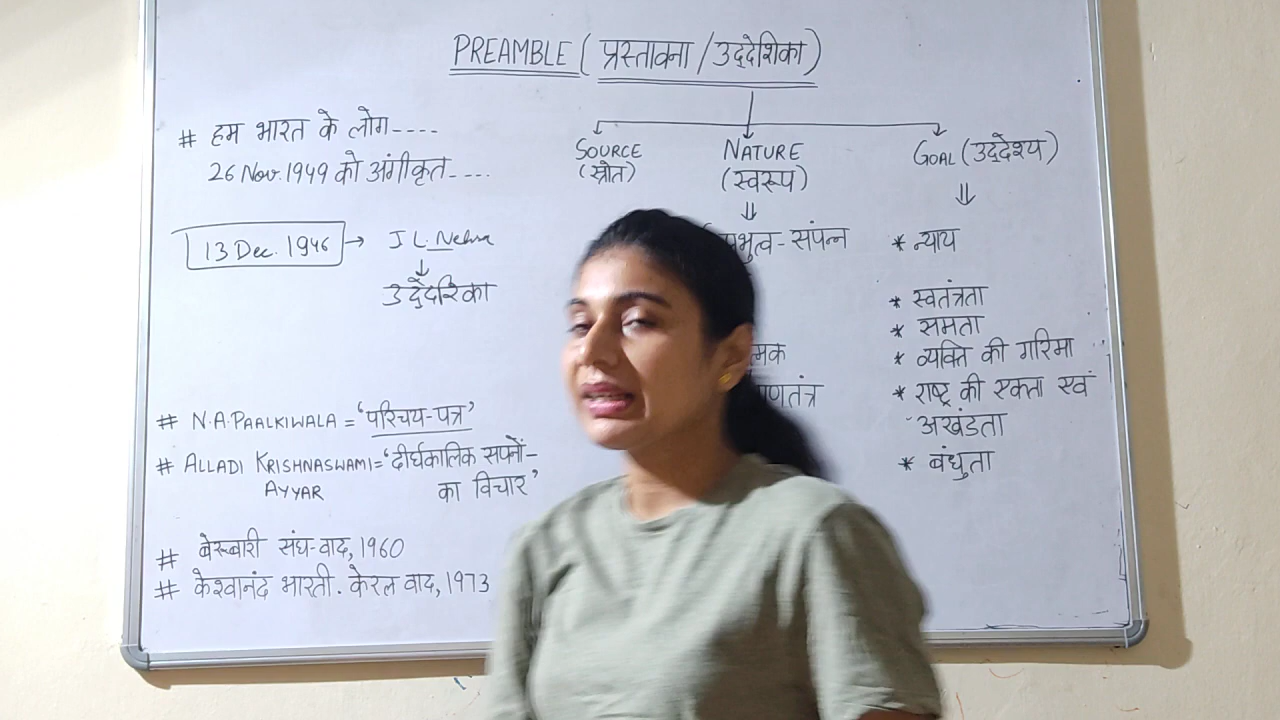 PREAMBLE (प्रस्तावना/उद्देशिका)
# हम भारत के लोग----
26 Nov. 1949 को अंगीकृत----
13 Dec. 1946 → J L. Nehru
↓
उद्देशिका
# N.A. PAALKIWALA = 'परिचय-पत्र'
# ALLADI KRISHNASWAMI = 'दीर्घकालिक सपनों-
AYYAR का विचार'
# बेरूबारी संघ-वाद, 1960
# केशवानंद भारती. केरल वाद, 1973
SOURCE
(स्रोत)
NATURE
(स्वरूप)
संपन्न
GOAL (उद्देश्य)
* न्याय
* स्वतंत्रता
* समता
* व्यक्ति की गरिमा
* राष्ट्र की एकता एवं
अखंडता
* बंधुता